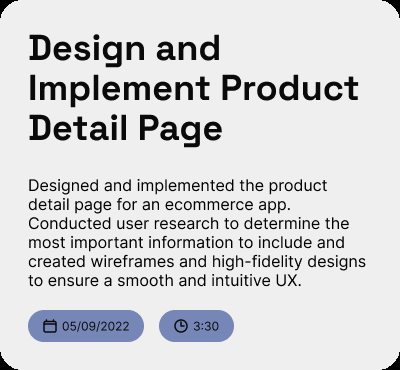 Design and
Implement Product
Detail Page
Designed and implemented the product
detail page for an ecommerce app.
Conducted user research to determine the
most important information to include and
created wireframes and high-fidelity designs
to ensure a smooth and intuitive UX.
05/09/2022 3:30